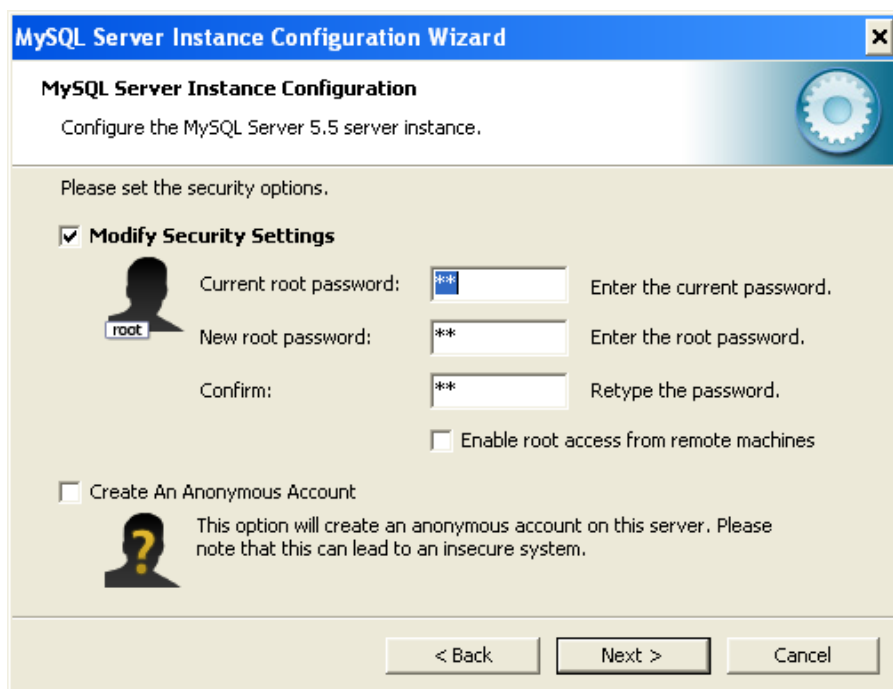 MySQL Server Instance Configuration Wizard
MySQL Server Instance Configuration
Configure the MySQL Server 5.5 server instance.
Please set the security options.
Modify Security Settings
root
Current root password: ** Enter the current password.
New root password: ** Enter the root password.
Confirm: ** Retype the password.
Enable root access from remote machines
Create An Anonymous Account
This option will create an anonymous account on this server. Please
note that this can lead to an insecure system.
< Back Next > Cancel